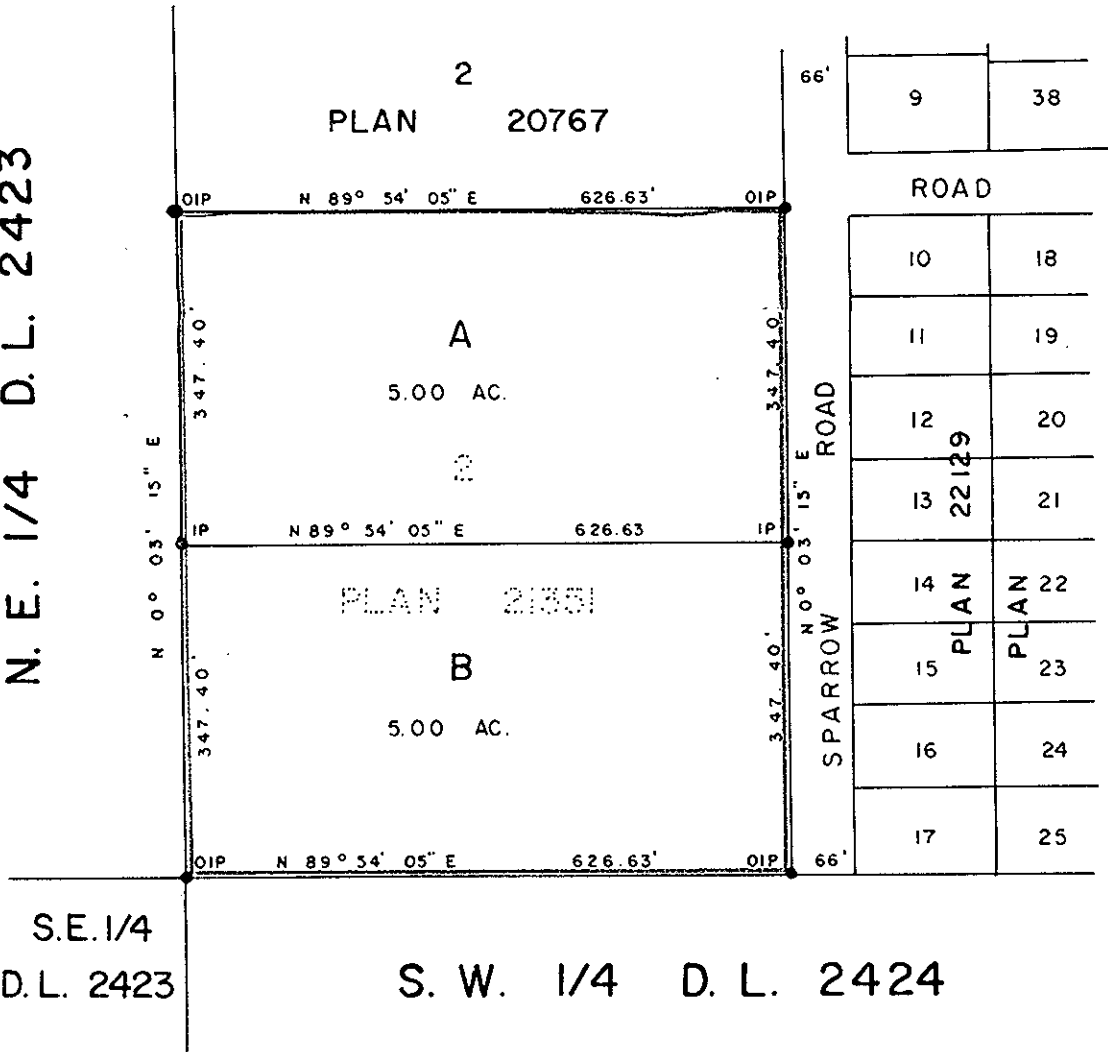 2
PLAN 20767
66'
9
38
ROAD
N. E. 1/4 D. L. 2423
OIP N 89° 54' 05" E 626.63' OIP
10
18
11
19
12
20
13
21
14
22
15
23
16
24
17
25
PLAN 22129
PLAN
347.40'
A
5.00 AC.
2
347.40'
N 0° 03' 15" E
N 0° 03' 15" E
SPARROW ROAD
IP N 89° 54' 05" E 626.63 IP
PLAN 21351
347.40'
B
5.00 AC.
347.40'
OIP N 89° 54' 05" E 626.63' OIP
66'
S.E. 1/4
D. L. 2423
S. W. 1/4 D. L. 2424